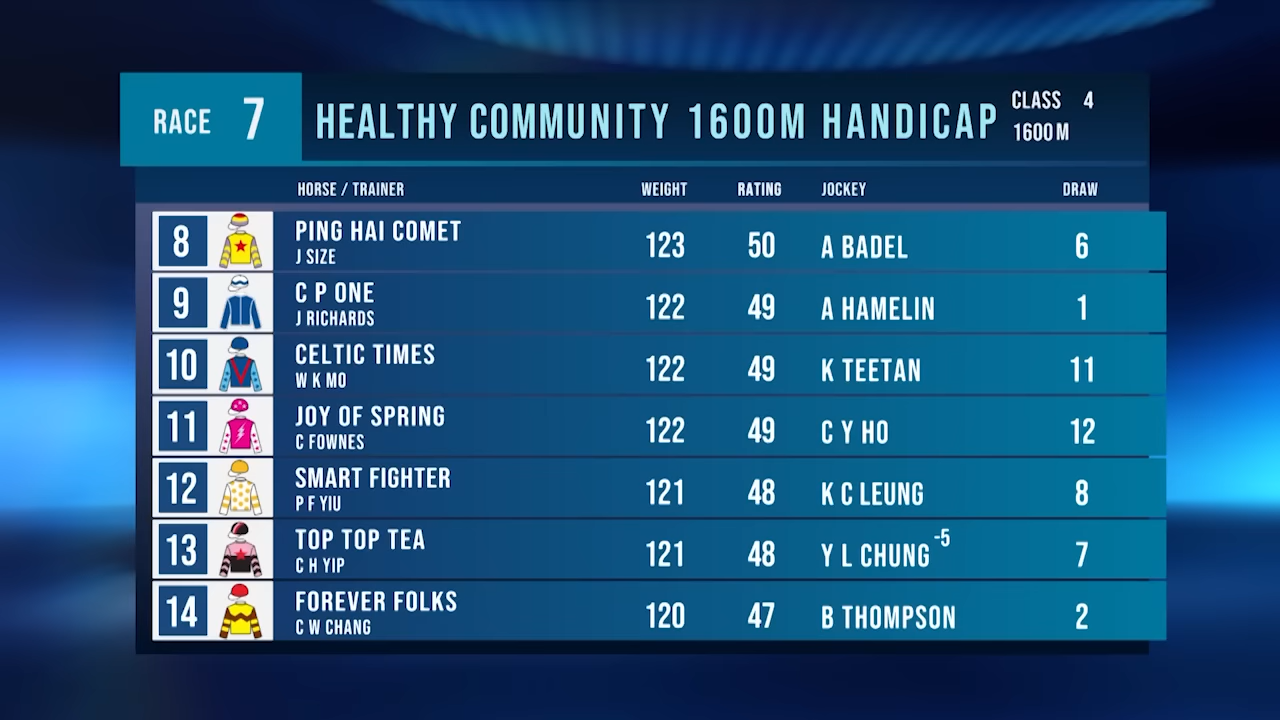 RACE 7 HEALTHY COMMUNITY 1600M HANDICAP CLASS 4
1600M
HORSE / TRAINER WEIGHT RATING JOCKEY DRAW
8 PING HAI COMET 123 50 A BADEL 6
J SIZE
9 C P ONE 122 49 A HAMELIN 1
J RICHARDS
10 CELTIC TIMES 122 49 K TEETAN 11
W K MO
11 JOY OF SPRING 122 49 C Y HO 12
C FOWNES
12 SMART FIGHTER 121 48 K C LEUNG 8
P F YIU
13 TOP TOP TEA 121 48 Y L CHUNG -5 7
C H YIP
14 FOREVER FOLKS 120 47 B THOMPSON 2
C W CHANG